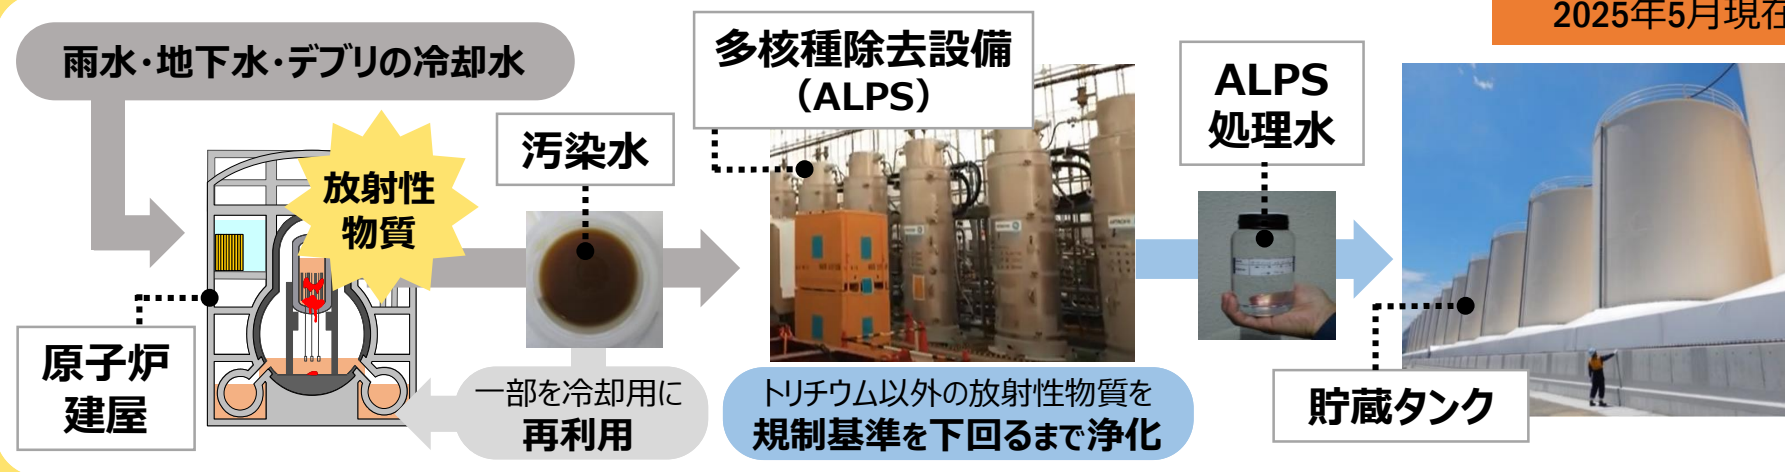 2025年5月現在
雨水・地下水・デブリの冷却水
多核種除去設備
（ALPS）
ALPS
処理水
汚染水
放射性
物質
原子炉
建屋
一部を冷却用に
再利用
トリチウム以外の放射性物質を
規制基準を下回るまで浄化
貯蔵タンク